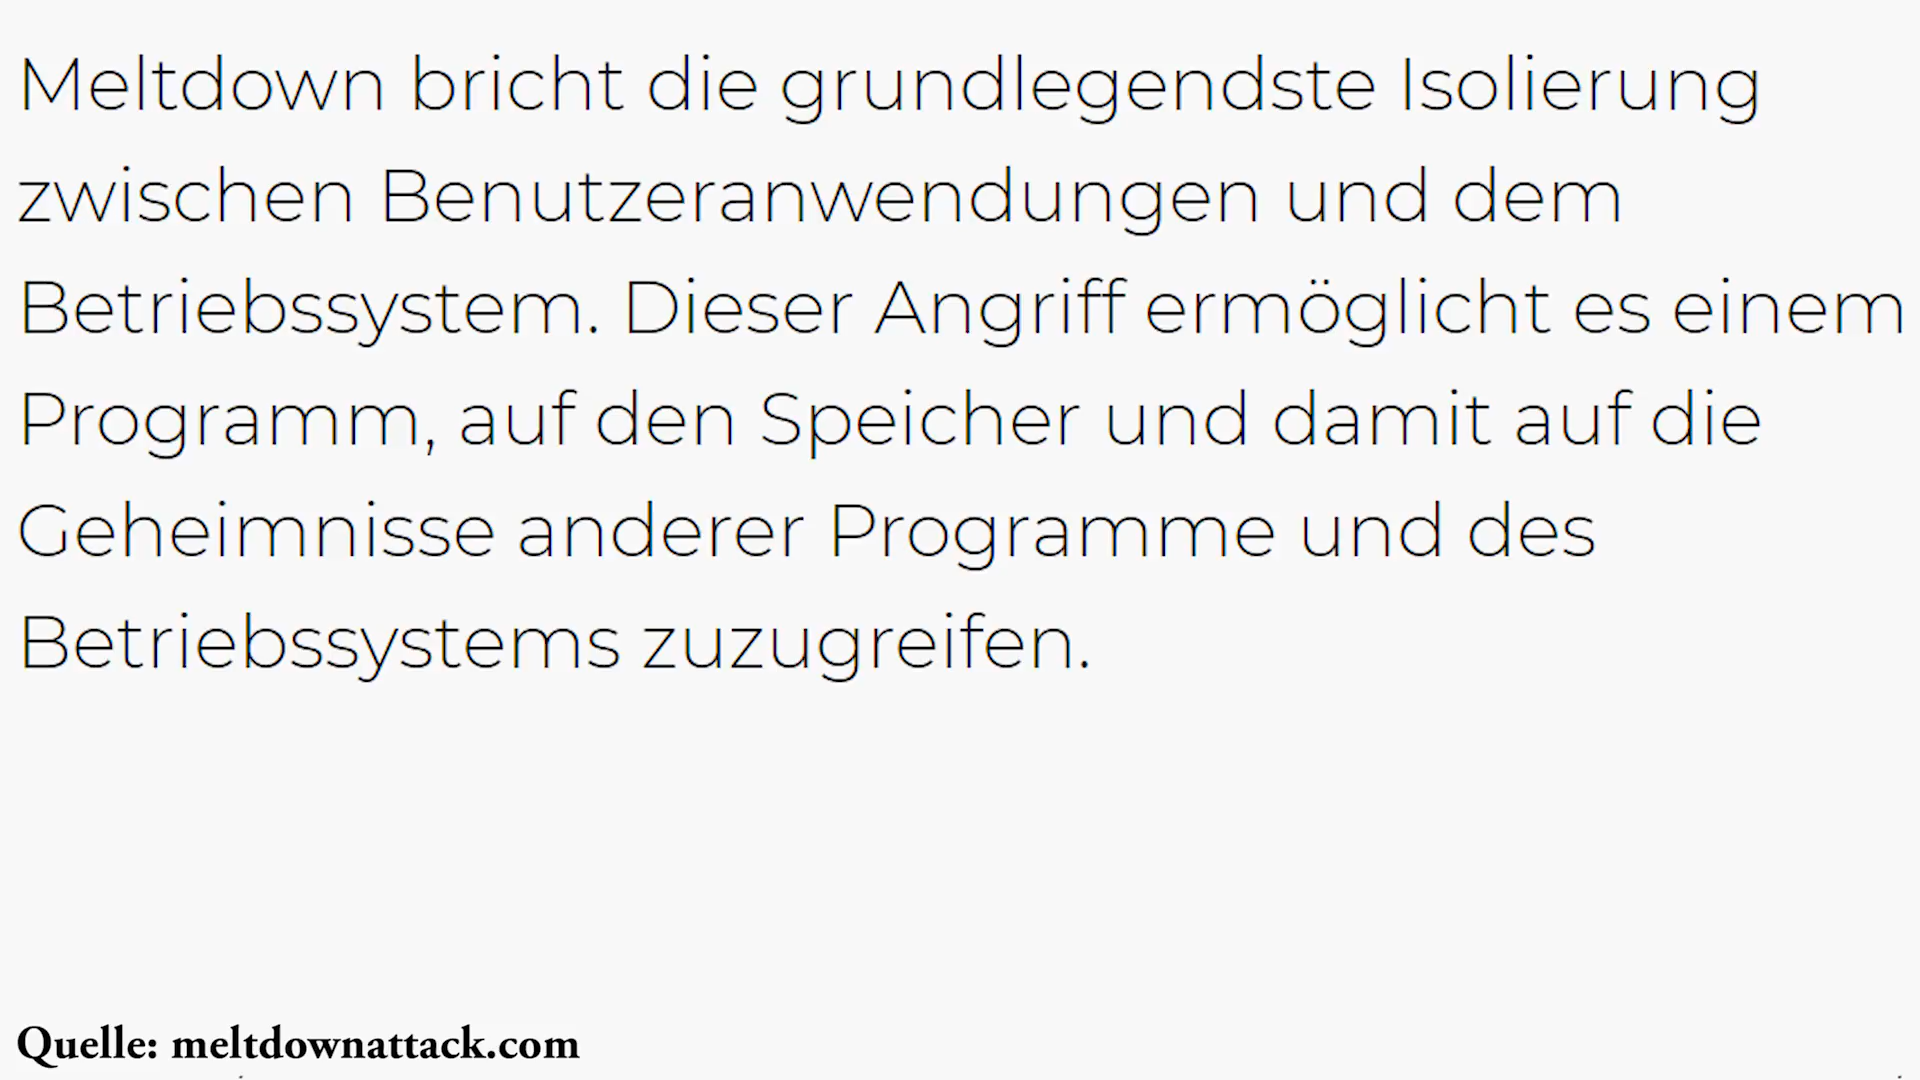 Meltdown bricht die grundlegendste Isolierung
zwischen Benutzeranwendungen und dem
Betriebssystem. Dieser Angriff ermöglicht es einem
Programm, auf den Speicher und damit auf die
Geheimnisse anderer Programme und des
Betriebssystems zuzugreifen.
Quelle: meltdownattack.com